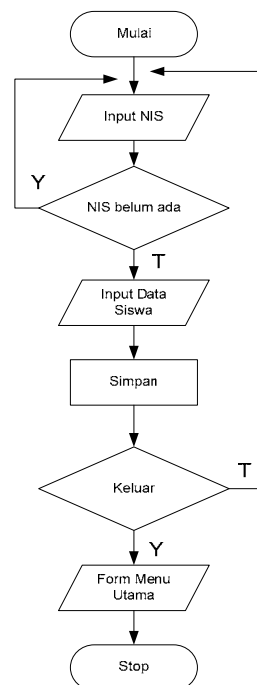 Mulai
Input NIS
Y
NIS belum ada
T
Input Data
Siswa
Simpan
Keluar
T
Y
Form Menu
Utama
Stop